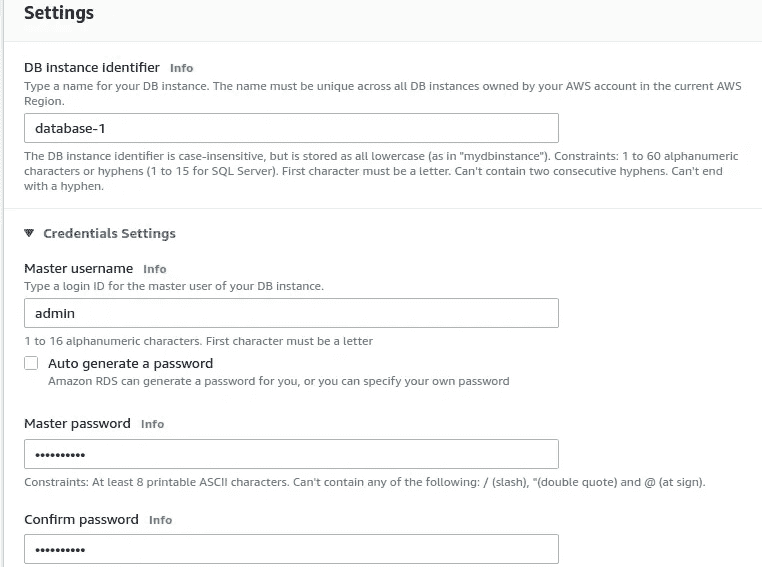 Settings
DB instance identifier Info
Type a name for your DB instance. The name must be unique across all DB instances owned by your AWS account in the current AWS
Region.
database-1
The DB instance identifier is case-insensitive, but is stored as all lowercase (as in "mydbinstance"). Constraints: 1 to 60 alphanumeric
characters or hyphens (1 to 15 for SQL Server). First character must be a letter. Can't contain two consecutive hyphens. Can't end
with a hyphen.
Credentials Settings
Master username Info
Type a login ID for the master user of your DB instance.
admin
1 to 16 alphanumeric characters. First character must be a letter
Auto generate a password
Amazon RDS can generate a password for you, or you can specify your own password
Master password Info
••••••••••
Constraints: At least 8 printable ASCII characters. Can't contain any of the following: / (slash), "(double quote) and @ (at sign).
Confirm password Info
••••••••••